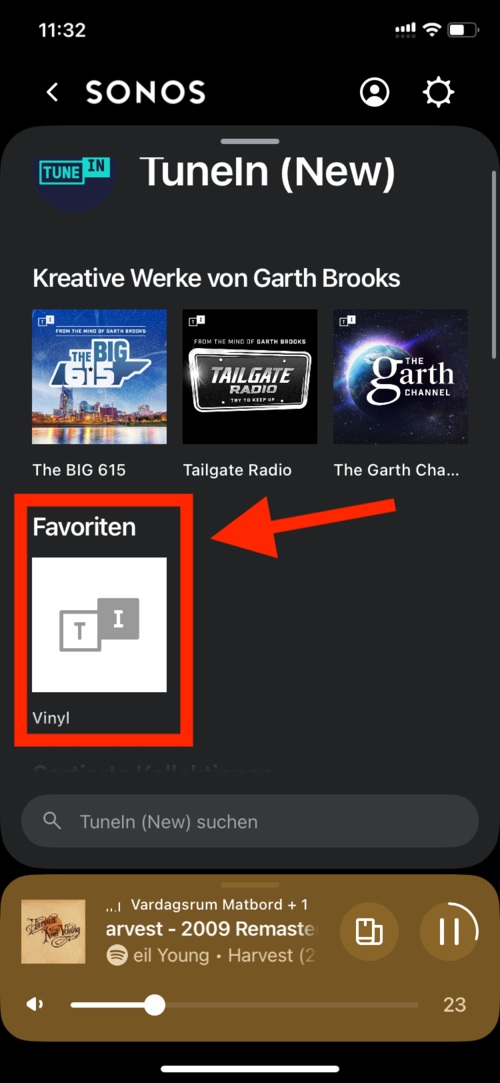 11:32
SONOS
TUNE IN
TuneIn (New)
Kreative Werke von Garth Brooks
T I
FROM THE MIND OF GARTH BROOKS
THE BIG 615
T I
FROM THE MIND OF GARTH BROOKS
TAILGATE
RADIO
TRY TO KEEP UP
T I
THE
garth
CHANNEL
The BIG 615
Tailgate Radio
The Garth Cha...
Favoriten
T I
Vinyl
TuneIn (New) suchen
Vardagsrum Matbord + 1
arvest - 2009 Remaste
eil Young • Harvest (2
23